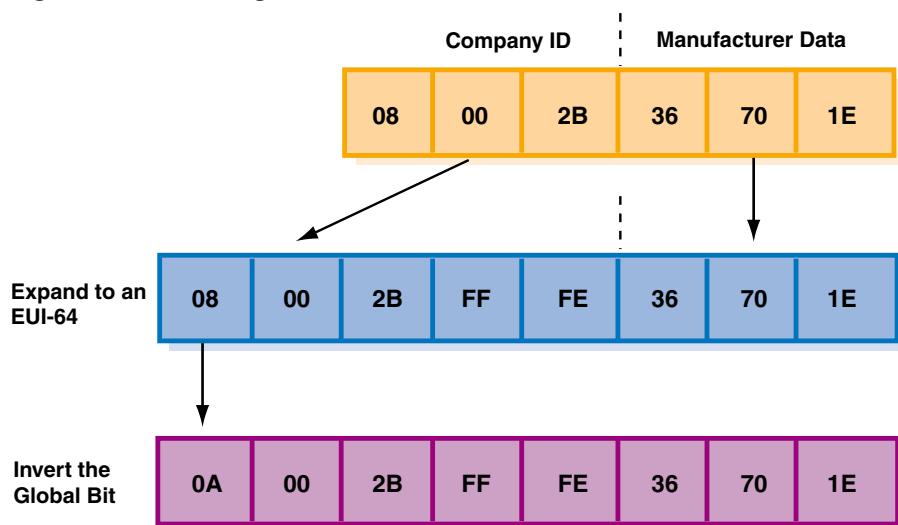 Company ID Manufacturer Data
08 00 2B 36 70 1E
Expand to an
EUI-64
08 00 2B FF FE 36 70 1E
Invert the
Global Bit
0A 00 2B FF FE 36 70 1E